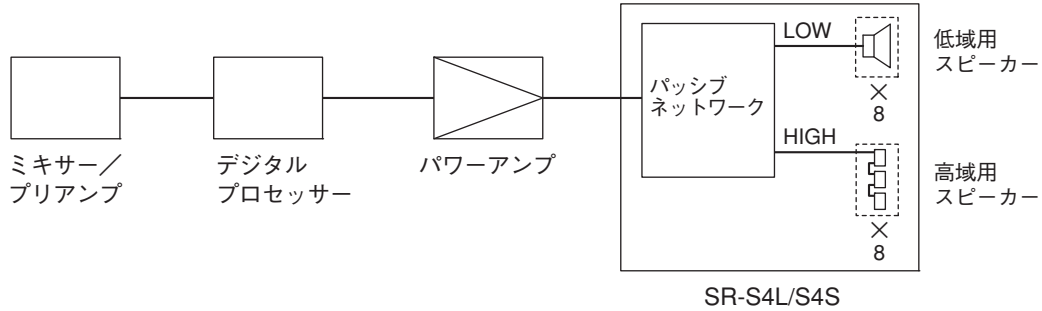 ミキサー／
プリアンプ
デジタル
プロセッサー
パワーアンプ
パッシブ
ネットワーク
LOW
×
8
低域用
スピーカー
HIGH
×
8
高域用
スピーカー
SR-S4L/S4S